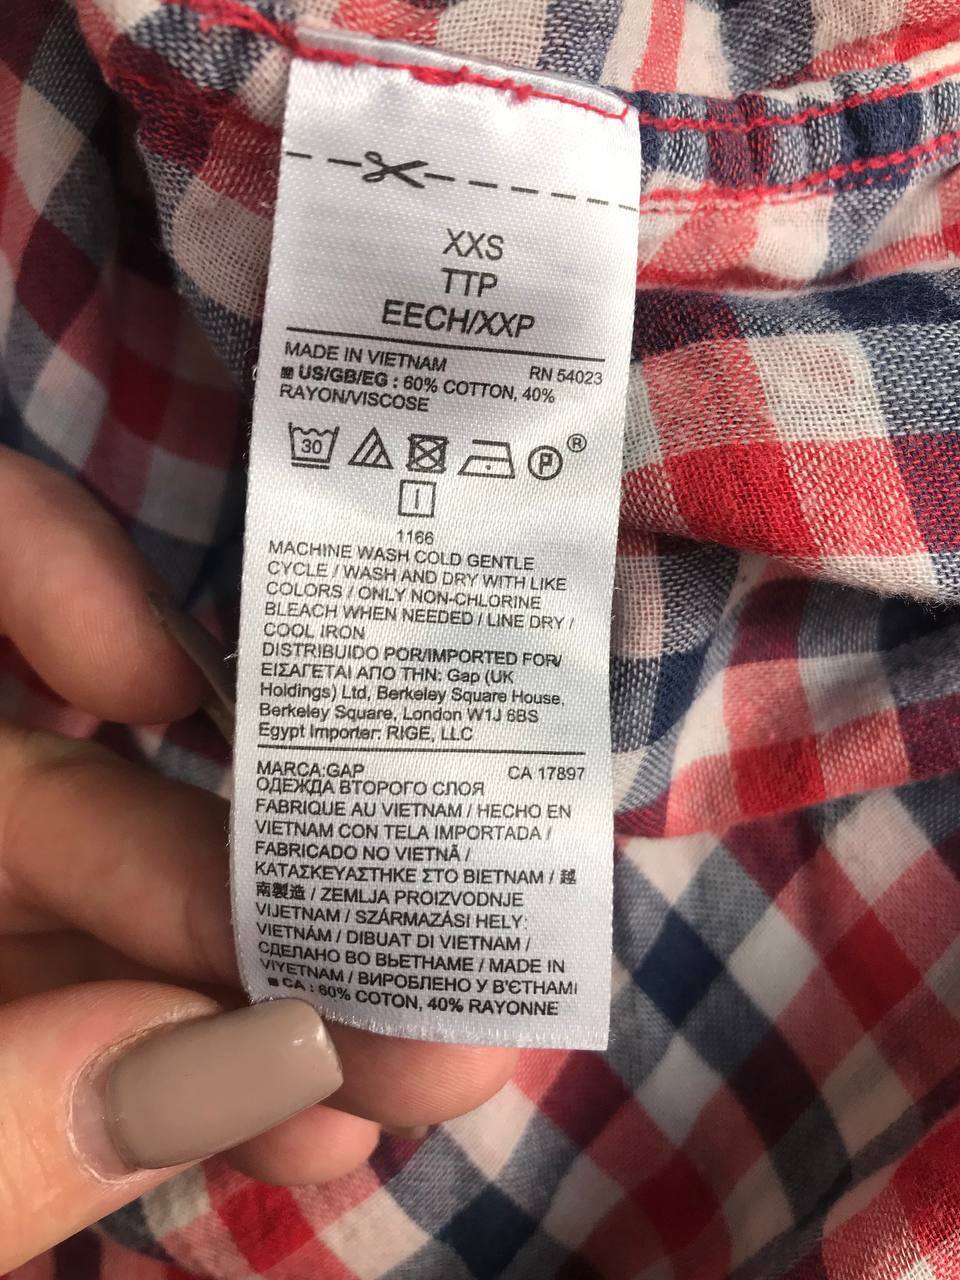 XXS
TTP
EECH/XXP
MADE IN VIETNAM RN 54023
US/GB/EG : 60% COTTON, 40%
RAYON/VISCOSE
30 P ®
1166
MACHINE WASH COLD GENTLE
CYCLE / WASH AND DRY WITH LIKE
COLORS / ONLY NON-CHLORINE
BLEACH WHEN NEEDED / LINE DRY /
COOL IRON
DISTRIBUIDO POR/IMPORTED FOR/
ΕΙΣΑΓΕΤΑΙ ΑΠΟ ΤΗΝ: Gap (UK
Holdings) Ltd, Berkeley Square House,
Berkeley Square, London W1J 6BS
Egypt Importer: RIGE, LLC
MARCA:GAP CA 17897
ОДЕЖДА ВТОРОГО СЛОЯ
FABRIQUE AU VIETNAM / HECHO EN
VIETNAM CON TELA IMPORTADA /
FABRICADO NO VIETNÃ /
ΚΑΤΑΣΚΕΥΑΣΤΗΚΕ ΣΤΟ ΒΙΕΤΝΑΜ / 越
南製造 / ZEMLJA PROIZVODNJE
VIJETNAM / SZÁRMAZÁSI HELY:
VIETNÁM / DIBUAT DI VIETNAM /
СДЕЛАНО ВО ВЬЕТНАМЕ / MADE IN
VIYETNAM / ВИРОБЛЕНО У В'ЄТНАМІ
CA : 60% COTON, 40% RAYONNE